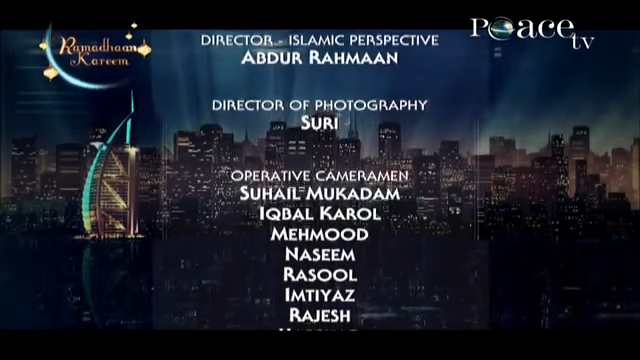 Ramadhaan
Kareem
Peace
tv
DIRECTOR - ISLAMIC PERSPECTIVE
ABDUR RAHMAAN
DIRECTOR OF PHOTOGRAPHY
SURI
OPERATIVE CAMERAMEN
SUHAIL MUKADAM
IQBAL KAROL
MEHMOOD
NASEEM
RASOOL
IMTIYAZ
RAJESH